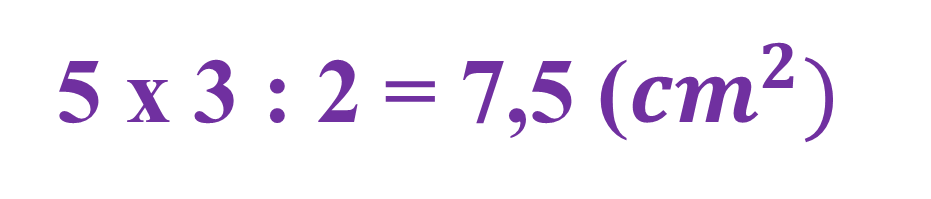 5 x 3 : 2 = 7,5 (cm²)